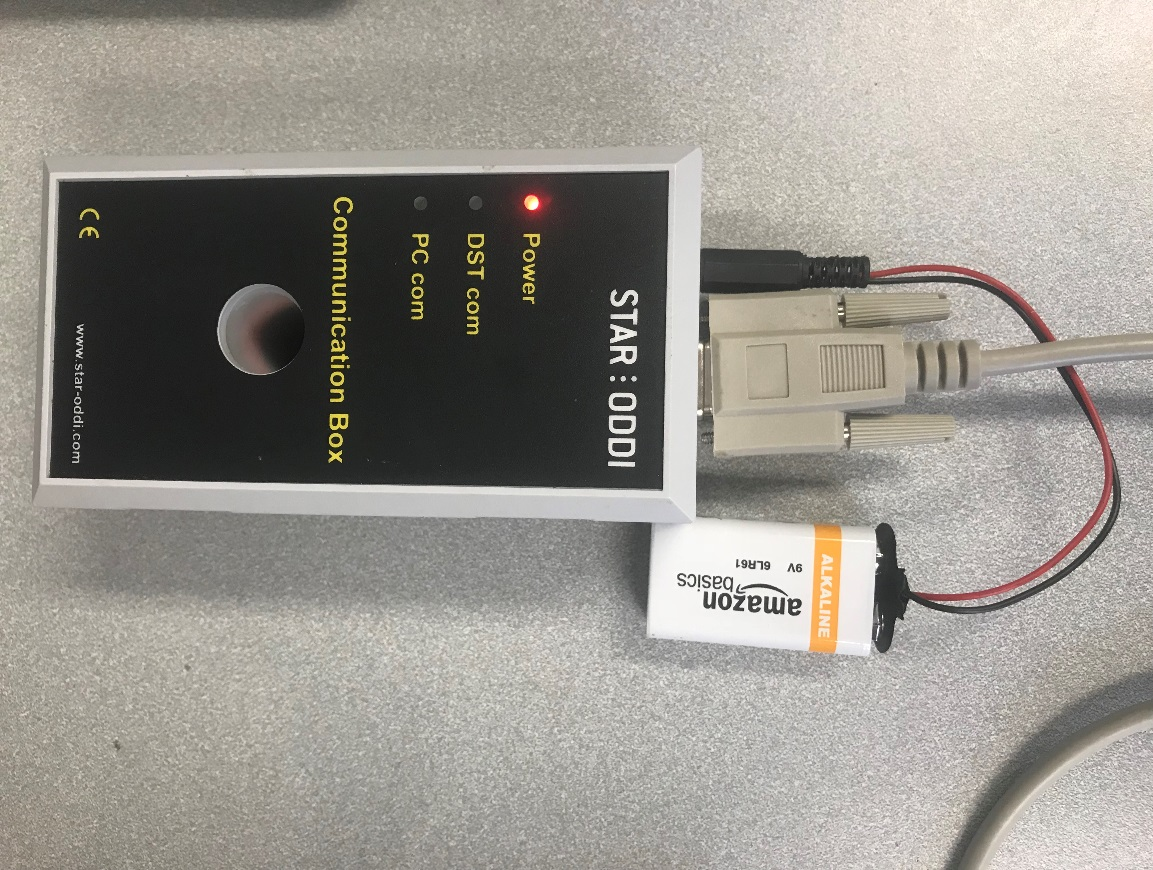 STAR:ODDI
Power
DST com
PC com
Communication Box
CE
www.star-oddi.com
amazon
basics
9V 6LR61
ALKALINE